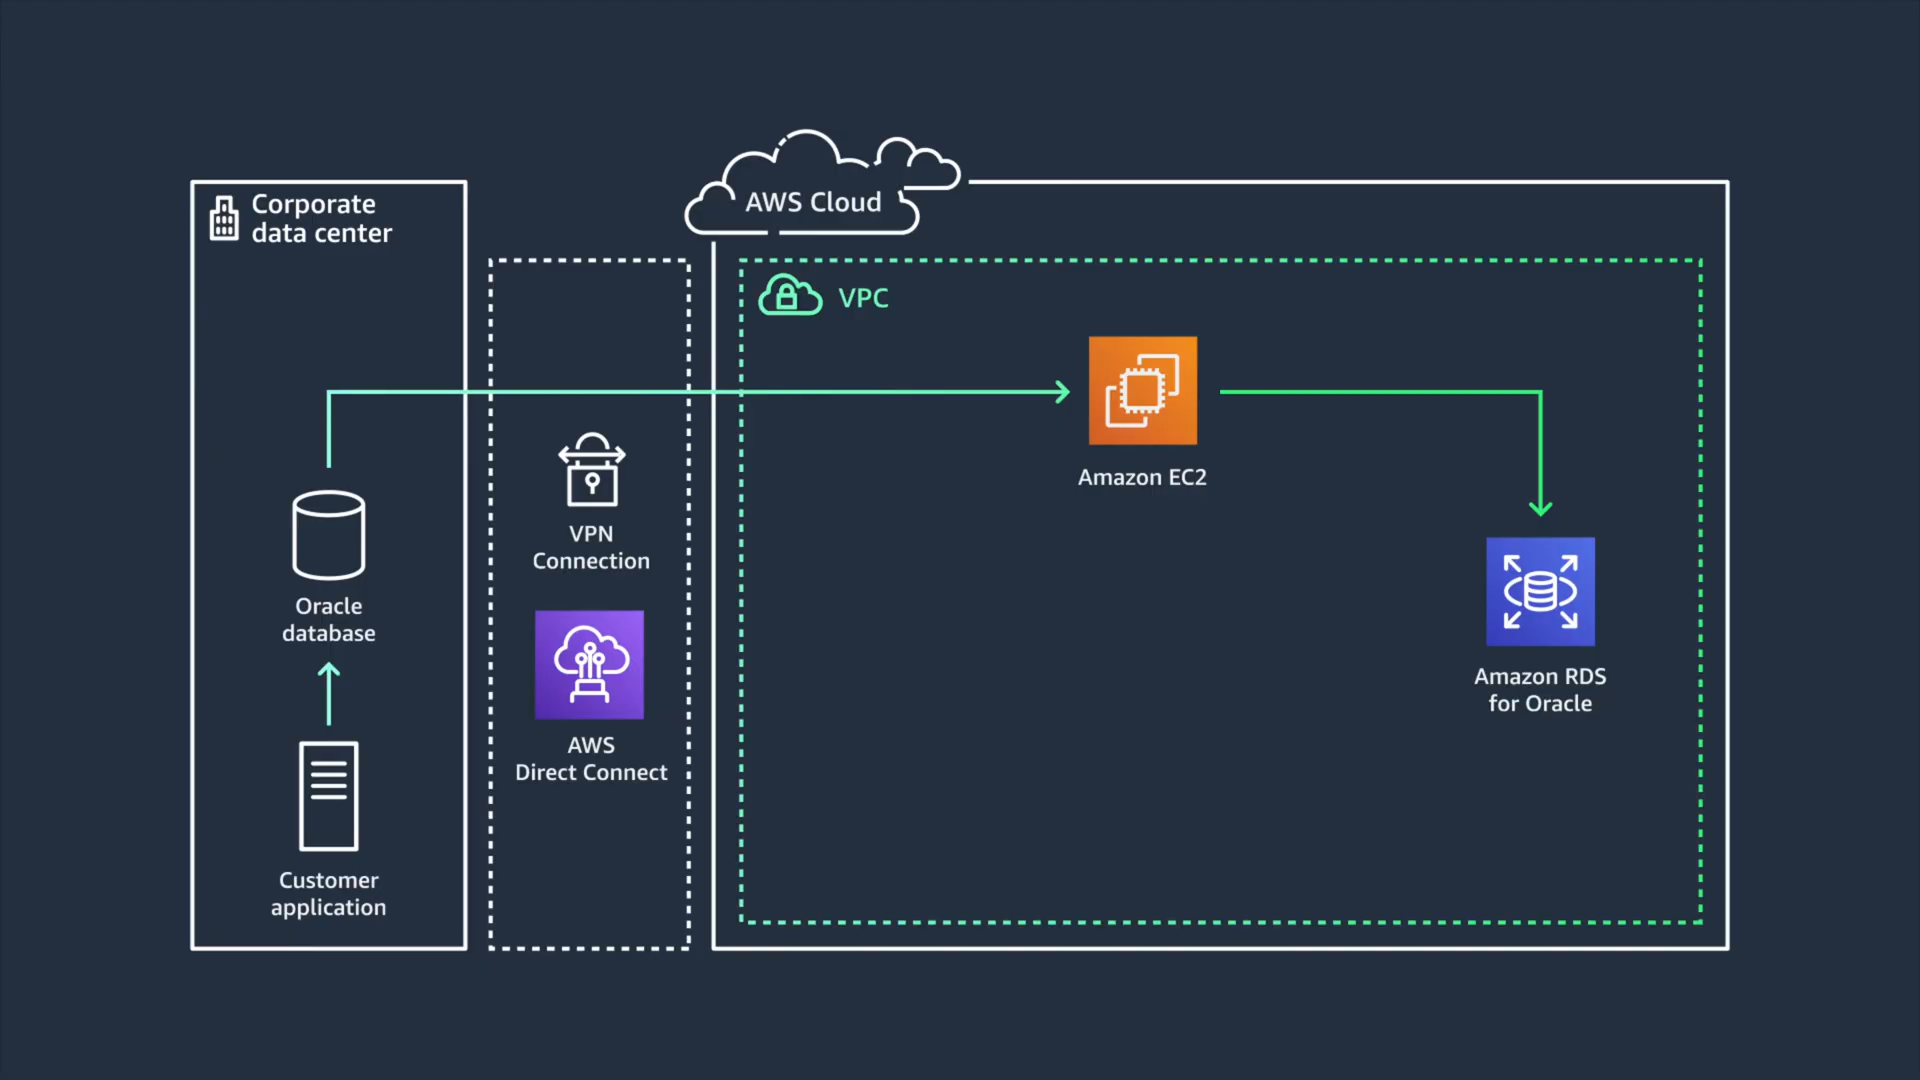 Corporate
data center
AWS Cloud
VPC
Amazon EC2
VPN
Connection
Oracle
database
AWS
Direct Connect
Amazon RDS
for Oracle
Customer
application